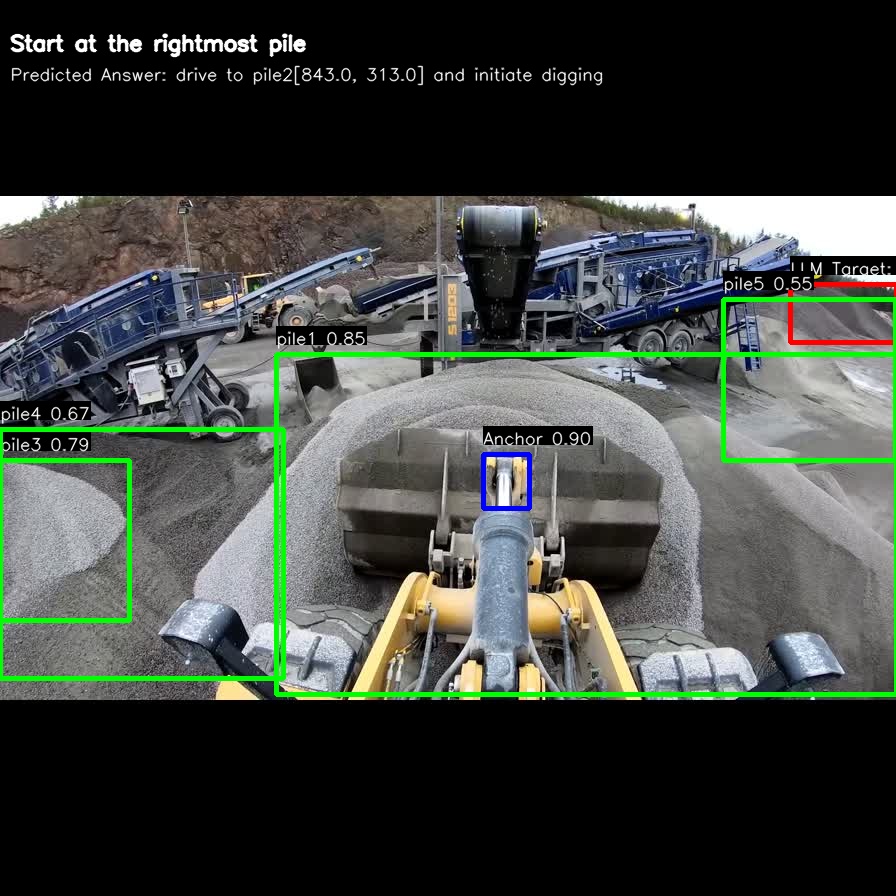 Start at the rightmost pile
Predicted Answer: drive to pile2[843.0, 313.0] and initiate digging
LLM Target:
pile5 0.55
pile1 0.85
pile4 0.67
Anchor 0.90
pile3 0.79
S1203